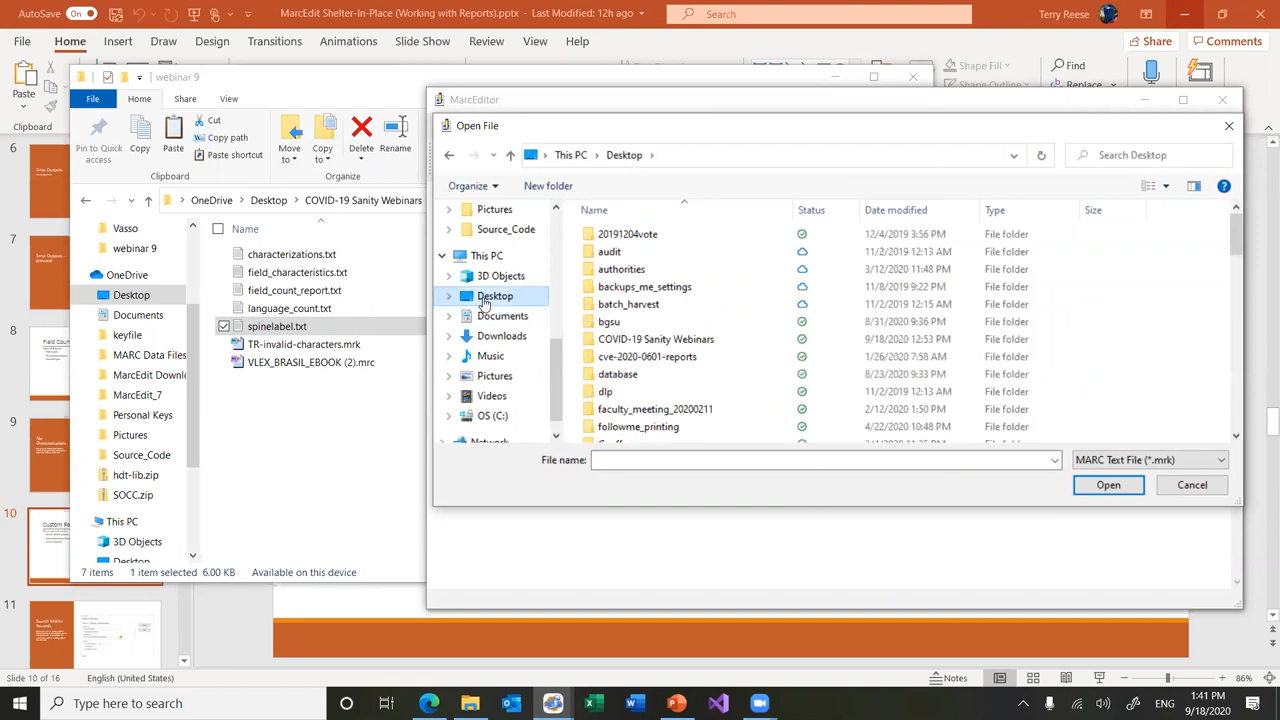 AutoSave On
MarcEdit Shelter-In-Place (Working with Reports).pptx - Last Modified: 12h ago
Search
Terry Reese
File Home Insert Draw Design Transitions Animations Slide Show Review View Help
Share Comments
Paste
Clipboard
Shape Fill
Find
Replace
webinar 9
File Home Share View
Pin to Quick access
Copy
Paste
Cut
Copy path
Paste shortcut
Clipboard
Move to
Copy to
Delete
Rename
Organize
OneDrive > Desktop > COVID-19 Sanity Webinars
Vasso
webinar 9
OneDrive
Desktop
Documents
keyfile
MARC Data Files
MarcEdit Downl
MarcEdit_7
Personal Keys
Pictures
Source_Code
hdt-lib.zip
SOCC.zip
This PC
3D Objects
Desktop
Name
characterizations.txt
field_characteristics.txt
field_count_report.txt
language_count.txt
spinelabel.txt
TR-invalid-characters.mrk
VLEX_BRASIL_EBOOK (2).mrc
7 items 1 item selected 6.00 KB Available on this device
MarcEditor
Open File
This PC > Desktop >
Search Desktop
Organize New folder
Pictures
Source_Code
This PC
3D Objects
Desktop
Documents
Downloads
Music
Pictures
Videos
OS (C:)
Network
Name Status Date modified Type Size
20191204vote 12/4/2019 3:56 PM File folder
audit 11/2/2019 12:13 AM File folder
authorities 3/12/2020 11:48 PM File folder
backups_me_settings 11/8/2019 9:22 PM File folder
batch_harvest 11/2/2019 12:15 AM File folder
bgsu 8/31/2020 9:36 PM File folder
COVID-19 Sanity Webinars 9/18/2020 12:53 PM File folder
cve-2020-0601-reports 1/26/2020 7:58 AM File folder
database 8/23/2020 9:33 PM File folder
dlp 11/2/2019 12:13 AM File folder
faculty_meeting_20200211 2/12/2020 1:50 PM File folder
followme_printing 4/22/2020 10:48 PM File folder
File name:
MARC Text File (*.mrk)
Open Cancel
6
7
8
9
10
11
Slide 10 of 16 English (United States)
Notes
86%
Type here to search
ENG
1:41 PM
9/18/2020